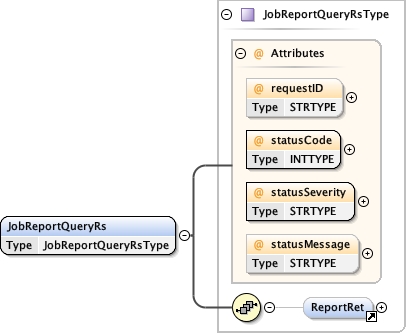 JobReportQueryRsType
@ Attributes
@ requestID
Type STRTYPE
@ statusCode
Type INTTYPE
@ statusSeverity
Type STRTYPE
@ statusMessage
Type STRTYPE
JobReportQueryRs
Type JobReportQueryRsType
ReportRet